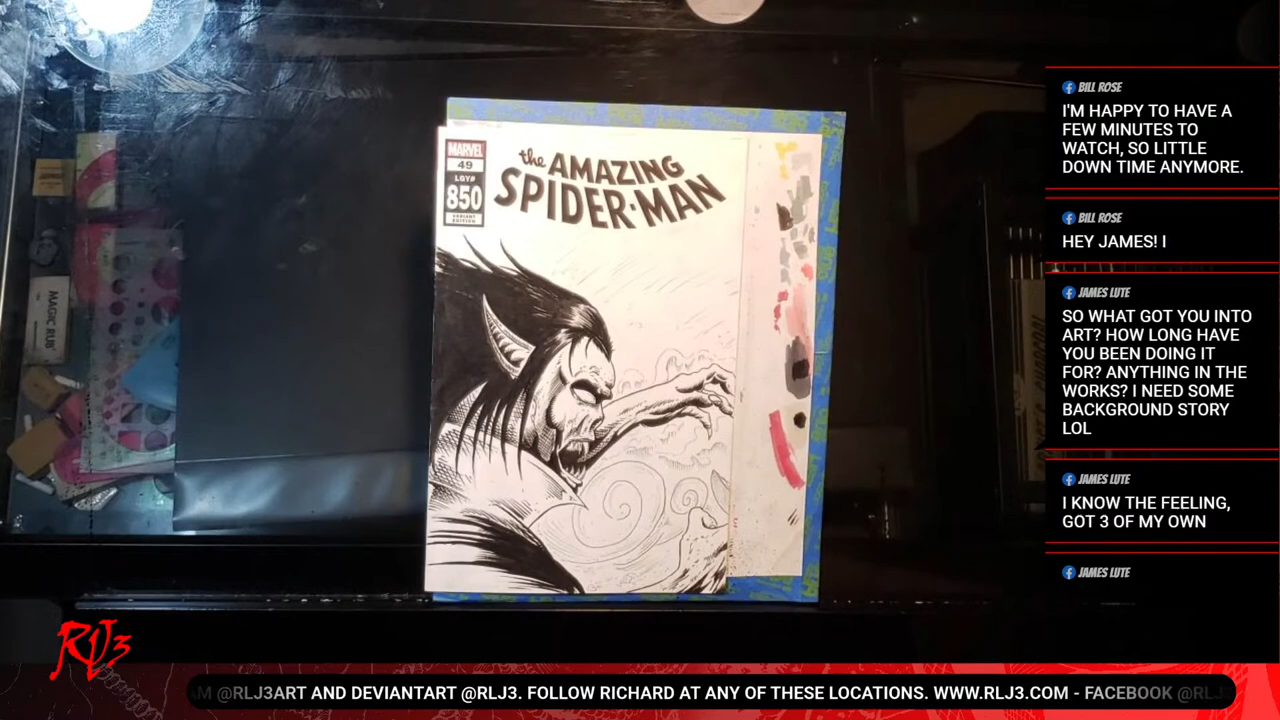 MARVEL
49
LGY#
850
VARIANT
EDITION
the AMAZING
SPIDER-MAN
MAGIC RUB
BILL ROSE
I'M HAPPY TO HAVE A
FEW MINUTES TO
WATCH, SO LITTLE
DOWN TIME ANYMORE.
BILL ROSE
HEY JAMES! I
JAMES LUTE
SO WHAT GOT YOU INTO
ART? HOW LONG HAVE
YOU BEEN DOING IT
FOR? ANYTHING IN THE
WORKS? I NEED SOME
BACKGROUND STORY
LOL
JAMES LUTE
I KNOW THE FEELING,
GOT 3 OF MY OWN
JAMES LUTE
RLJ3
AM @RLJ3ART AND DEVIANTART @RLJ3. FOLLOW RICHARD AT ANY OF THESE LOCATIONS. WWW.RLJ3.COM - FACEBOOK @RLJ